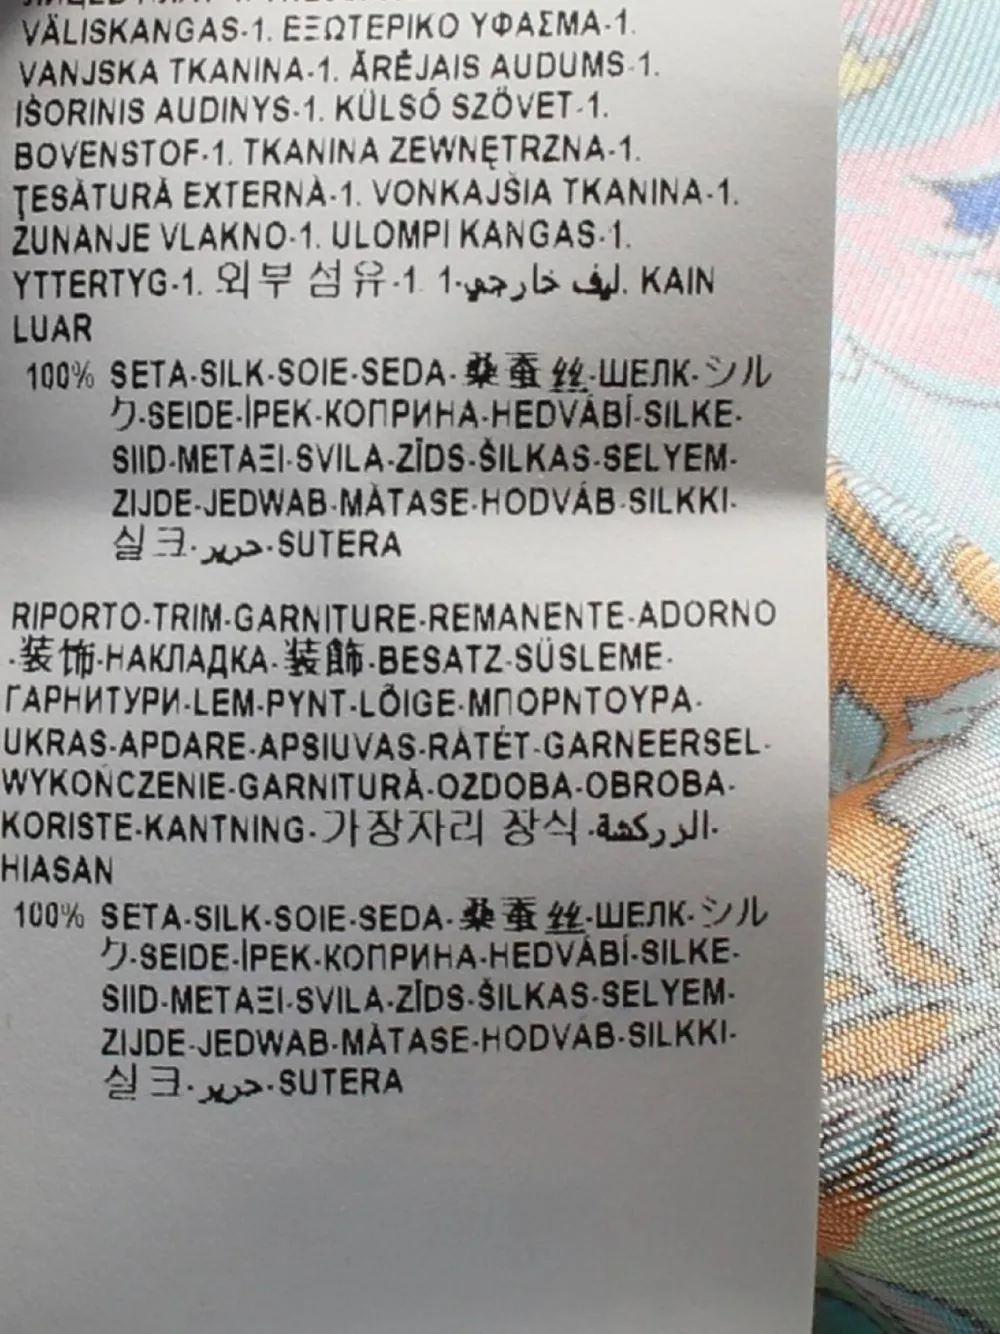 VÄLISKANGAS-1. ΕΞΩΤΕΡΙΚΟ ΥΦΑΣΜΑ-1.
VANJSKA TKANINA-1. ĀRĒJAIS AUDUMS-1.
IŠORINIS AUDINYS-1. KÜLSŐ SZÖVET-1.
BOVENSTOF-1. TKANINA ZEWNĘTRZNA-1.
ŢESĂTURĂ EXTERNĂ-1. VONKAJŠIA TKANINA-1.
ZUNANJE VLAKNO-1. ULOMPI KANGAS-1.
YTTERTYG-1. 외부 섬유-1. ليف خارجي-1. KAIN
LUAR
100% SETA-SILK-SOIE-SEDA-桑蚕丝-ШЕЛК-シル
ク-SEIDE-İPEK-КОПРИНА-HEDVÁBÍ-SILKE-
SIID-ΜΕΤΑΞΙ-SVILA-ZĪDS-ŠILKAS-SELYEM-
ZIJDE-JEDWAB-MĂTASE-HODVÁB-SILKKI-
실크-حرير-SUTERA
RIPORTO-TRIM-GARNITURE-REMANENTE-ADORNO
-装饰-НАКЛАДКА-装飾-BESATZ-SÜSLEME-
ГАРНИТУРИ-LEM-PYNT-LÕIGE-ΜΠΟΡΝΤΟΥΡΑ-
UKRAS-APDARE-APSIUVAS-RÁTÉT-GARNEERSEL-
WYKOŃCZENIE-GARNITURĂ-OZDOBA-OBROBA-
KORISTE-KANTNING-가장자리 장식-الزركشة-
HIASAN
100% SETA-SILK-SOIE-SEDA-桑蚕丝-ШЕЛК-シル
ク-SEIDE-İPEK-КОПРИНА-HEDVÁBÍ-SILKE-
SIID-ΜΕΤΑΞΙ-SVILA-ZĪDS-ŠILKAS-SELYEM-
ZIJDE-JEDWAB-MĂTASE-HODVÁB-SILKKI-
실크-حرير-SUTERA